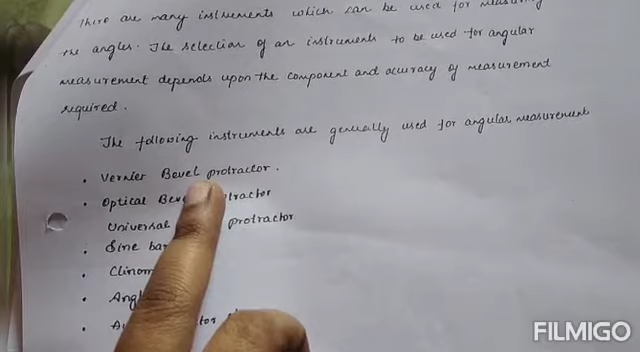 There are many instruments which can be used for measuring
the angles. The selection of an instruments to be used for angular
measurement depends upon the component and accuracy of measurement
required.
The following instruments are generally used for angular measurement
• Vernier Bevel protractor.
• Optical
Universal protractor
• Sine bar
•
•
•
FILMIGO